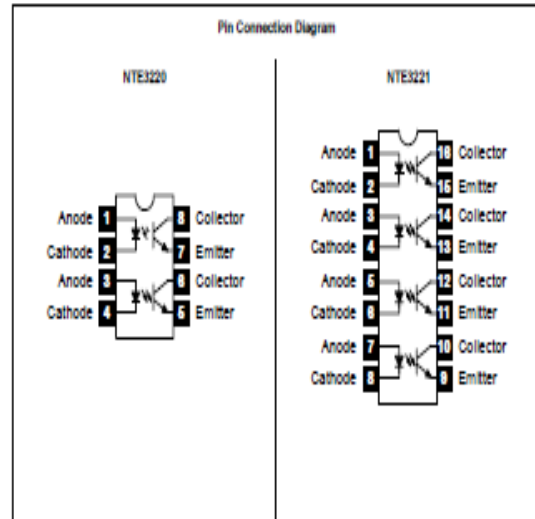 Pin Connection Diagram
NTE3220
Anode 1 8 Collector
Cathode 2 7 Emitter
Anode 3 6 Collector
Cathode 4 5 Emitter
NTE3221
Anode 1 16 Collector
Cathode 2 15 Emitter
Anode 3 14 Collector
Cathode 4 13 Emitter
Anode 5 12 Collector
Cathode 6 11 Emitter
Anode 7 10 Collector
Cathode 8 9 Emitter